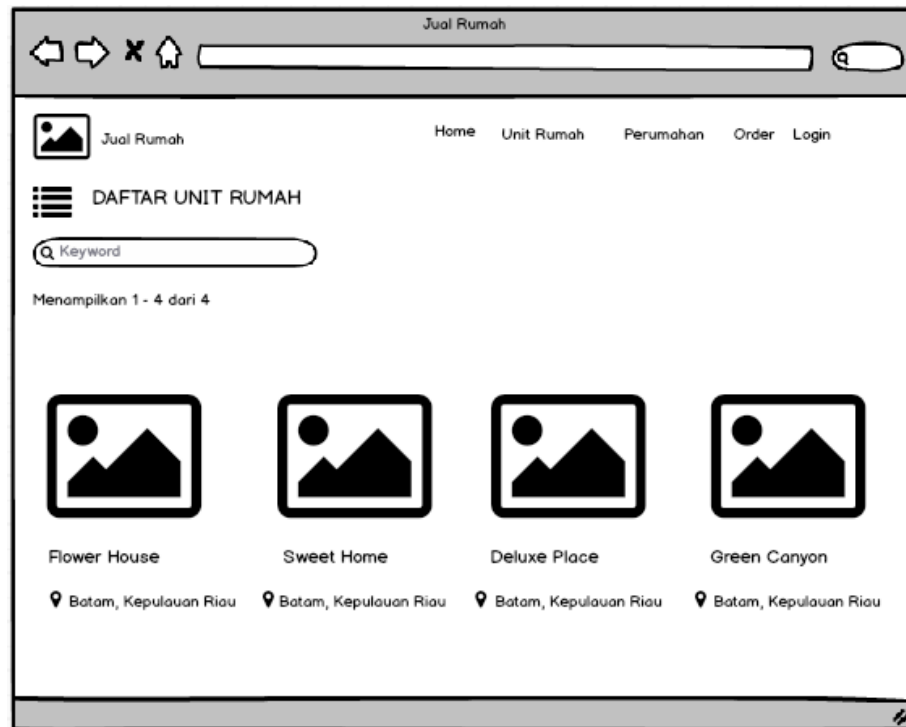 Jual Rumah
Jual Rumah Home Unit Rumah Perumahan Order Login
DAFTAR UNIT RUMAH
Keyword
Menampilkan 1 - 4 dari 4
Flower House Sweet Home Deluxe Place Green Canyon
Batam, Kepulauan Riau Batam, Kepulauan Riau Batam, Kepulauan Riau Batam, Kepulauan Riau